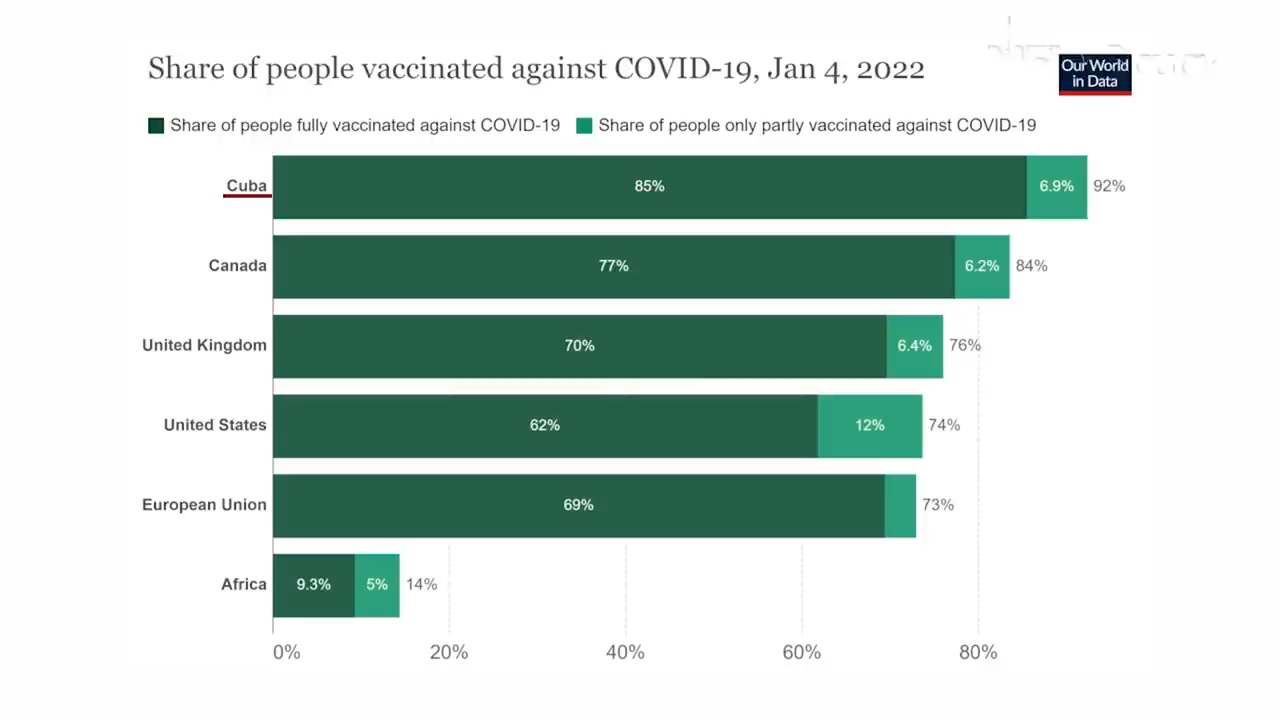 Share of people vaccinated against COVID-19, Jan 4, 2022
Our World
in Data
Share of people fully vaccinated against COVID-19 Share of people only partly vaccinated against COVID-19
Cuba 85% 6.9% 92%
Canada 77% 6.2% 84%
United Kingdom 70% 6.4% 76%
United States 62% 12% 74%
European Union 69% 73%
Africa 9.3% 5% 14%
0% 20% 40% 60% 80%